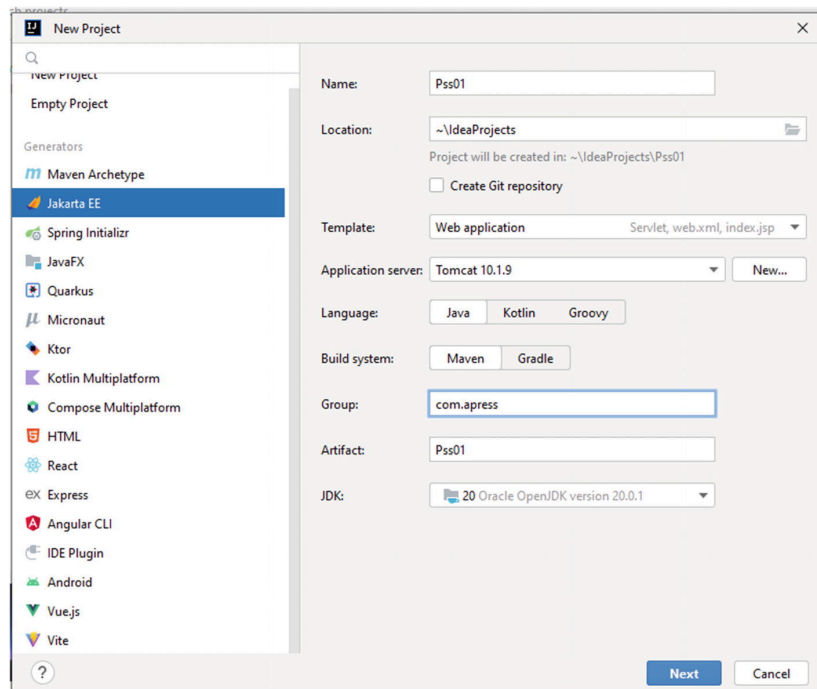 ch projects
New Project
New Project
Empty Project
Generators
Maven Archetype
Jakarta EE
Spring Initializr
JavaFX
Quarkus
Micronaut
Ktor
Kotlin Multiplatform
Compose Multiplatform
HTML
React
ex Express
Angular CLI
IDE Plugin
Android
Vue.js
Vite
?
Name: Pss01
Location: ~\IdeaProjects
Project will be created in: ~\IdeaProjects\Pss01
Create Git repository
Template: Web application Servlet, web.xml, index.jsp
Application server: Tomcat 10.1.9 New...
Language: Java Kotlin Groovy
Build system: Maven Gradle
Group: com.apress
Artifact: Pss01
JDK: 20 Oracle OpenJDK version 20.0.1
Next Cancel